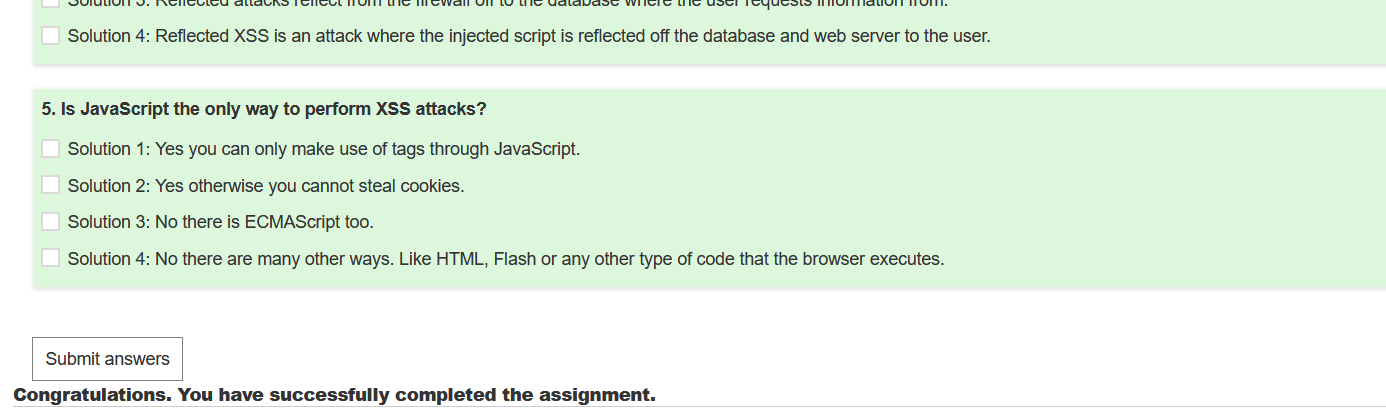 Solution 3: Reflected attacks reflect from the firewall off to the database where the user requests information from.
Solution 4: Reflected XSS is an attack where the injected script is reflected off the database and web server to the user.
5. Is JavaScript the only way to perform XSS attacks?
Solution 1: Yes you can only make use of tags through JavaScript.
Solution 2: Yes otherwise you cannot steal cookies.
Solution 3: No there is ECMAScript too.
Solution 4: No there are many other ways. Like HTML, Flash or any other type of code that the browser executes.
Submit answers
Congratulations. You have successfully completed the assignment.